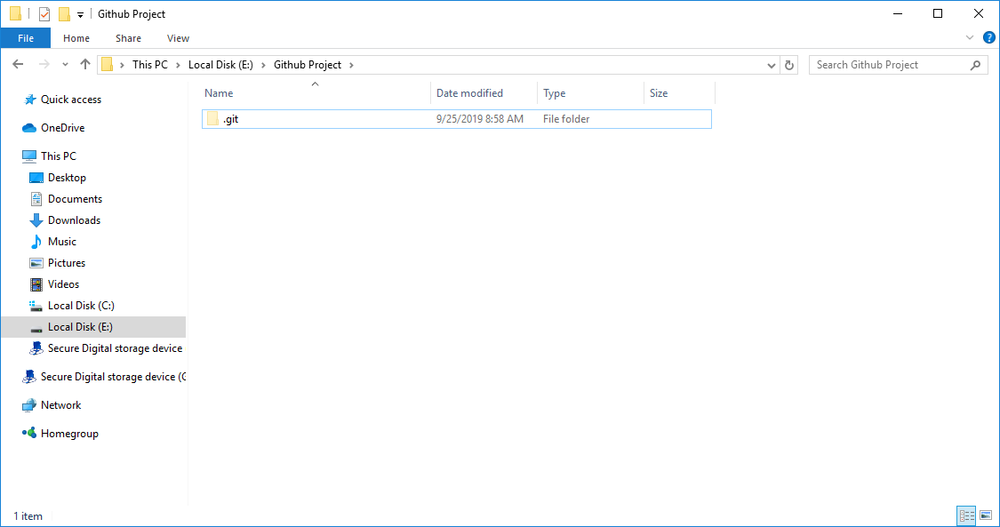 Github Project
File Home Share View
This PC Local Disk (E:) Github Project Search Github Project
Name Date modified Type Size
.git 9/25/2019 8:58 AM File folder
Quick access
OneDrive
This PC
Desktop
Documents
Downloads
Music
Pictures
Videos
Local Disk (C:)
Local Disk (E:)
Secure Digital storage device
Secure Digital storage device (
Network
Homegroup
1 item